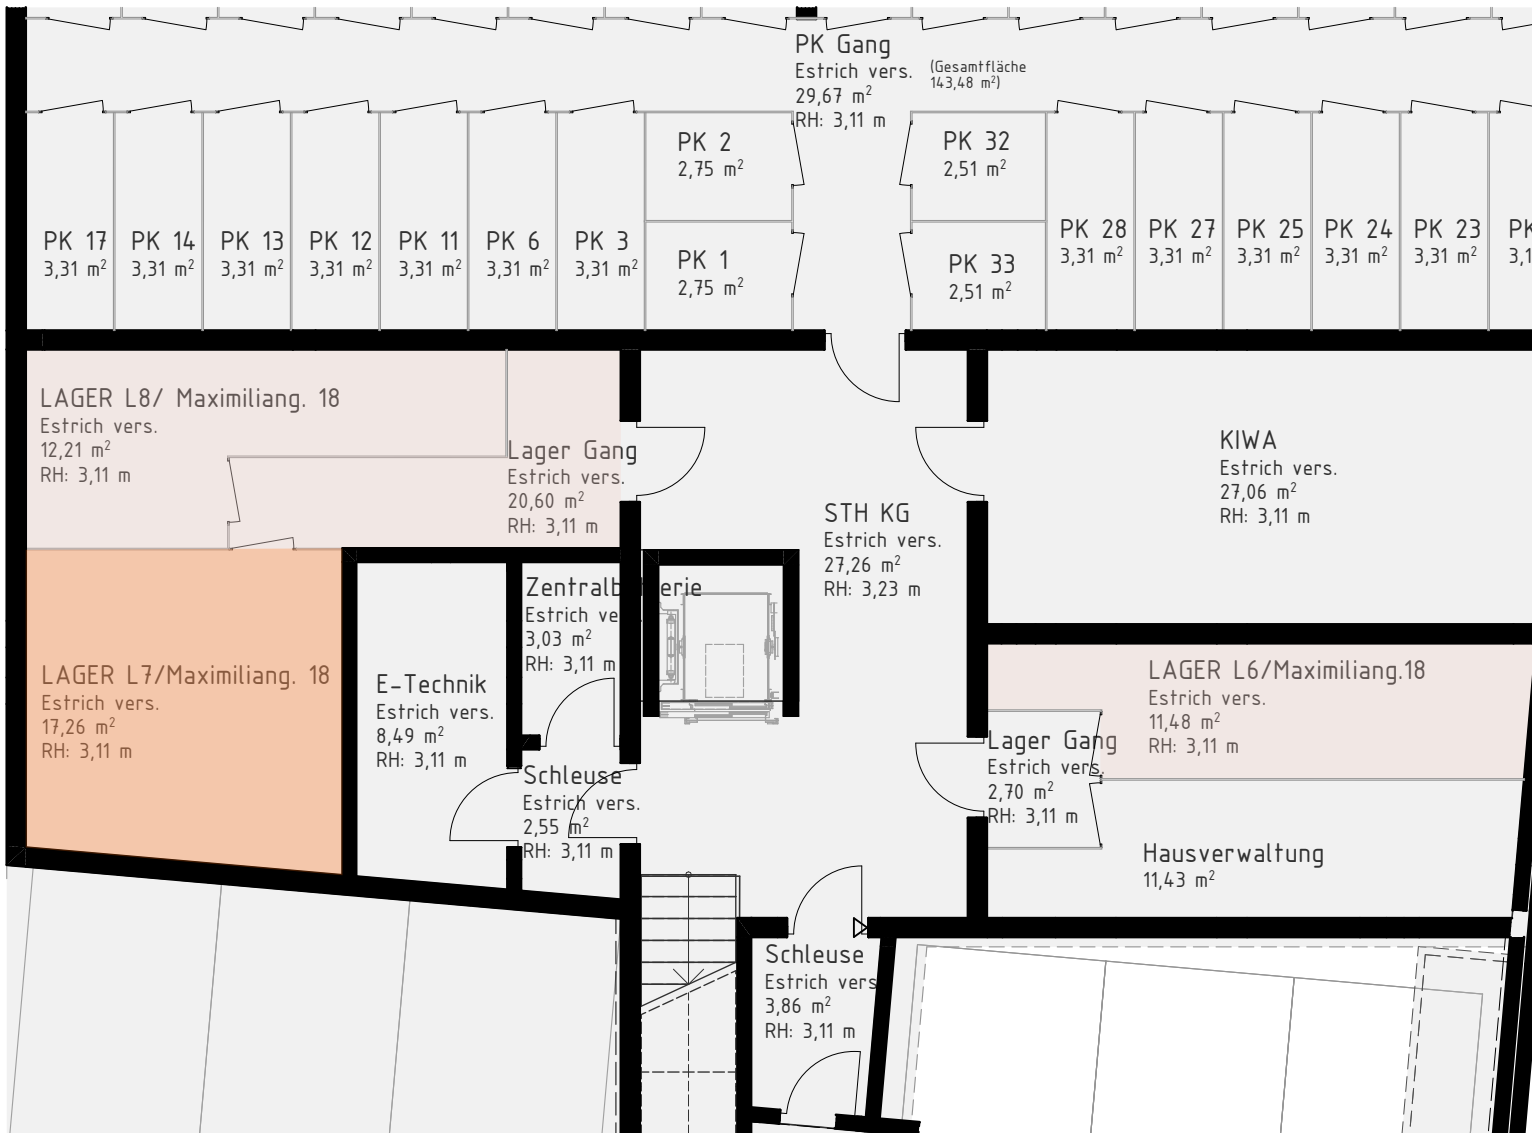 PK Gang
Estrich vers.
29,67 m²
RH: 3,11 m
(Gesamtfläche
143,48 m²)
PK 17
3,31 m²
PK 14
3,31 m²
PK 13
3,31 m²
PK 12
3,31 m²
PK 11
3,31 m²
PK 6
3,31 m²
PK 3
3,31 m²
PK 2
2,75 m²
PK 1
2,75 m²
PK 32
2,51 m²
PK 33
2,51 m²
PK 28
3,31 m²
PK 27
3,31 m²
PK 25
3,31 m²
PK 24
3,31 m²
PK 23
3,31 m²
PK
3,1
LAGER L8/ Maximiliang. 18
Estrich vers.
12,21 m²
RH: 3,11 m
Lager Gang
Estrich vers.
20,60 m²
RH: 3,11 m
STH KG
Estrich vers.
27,26 m²
RH: 3,23 m
KIWA
Estrich vers.
27,06 m²
RH: 3,11 m
LAGER L7/Maximiliang. 18
Estrich vers.
17,26 m²
RH: 3,11 m
E-Technik
Estrich vers.
8,49 m²
RH: 3,11 m
Zentralbatterie
Estrich vers.
3,03 m²
RH: 3,11 m
Schleuse
Estrich vers.
2,55 m²
RH: 3,11 m
LAGER L6/Maximiliang.18
Estrich vers.
11,48 m²
RH: 3,11 m
Lager Gang
Estrich vers.
2,70 m²
RH: 3,11 m
Hausverwaltung
11,43 m²
Schleuse
Estrich vers
3,86 m²
RH: 3,11 m